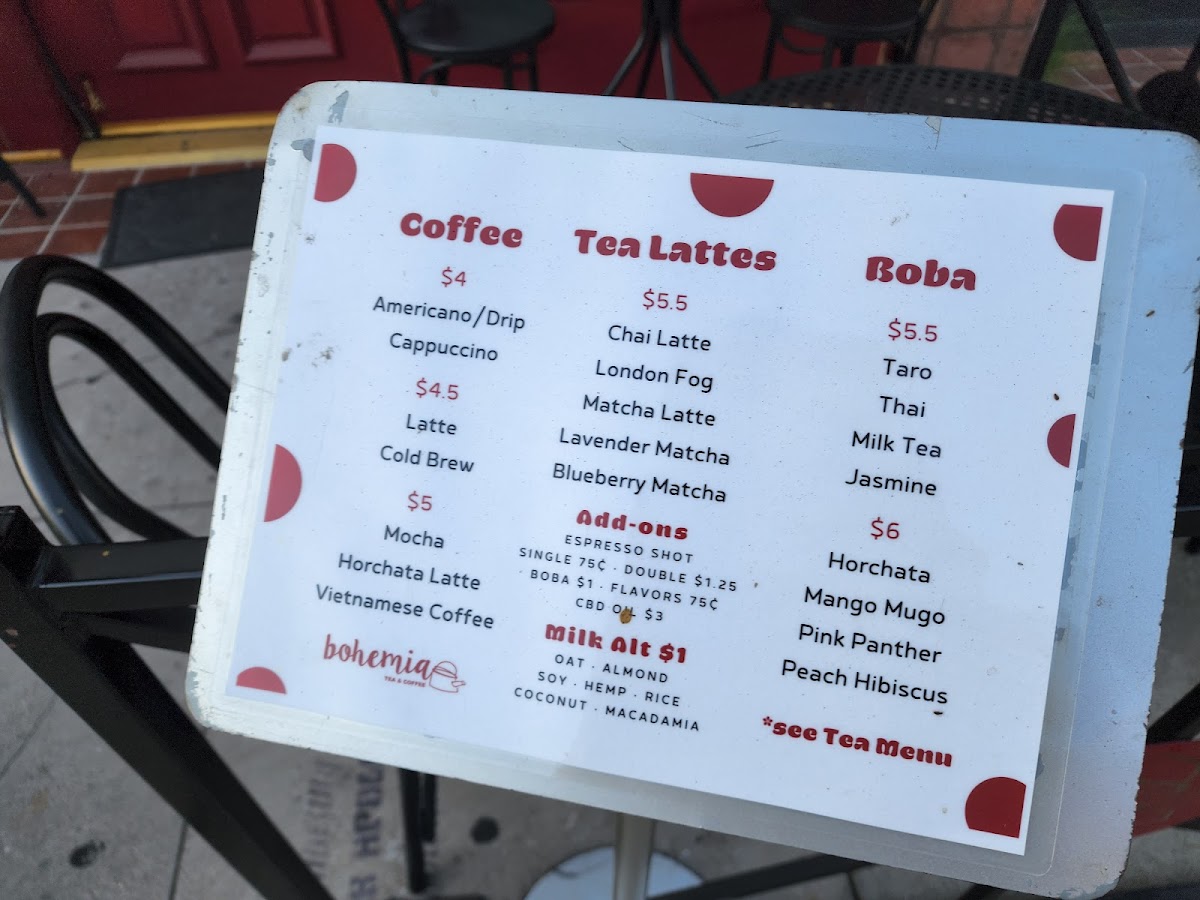 Coffee
$4
Americano/Drip
Cappuccino
$4.5
Latte
Cold Brew
$5
Mocha
Horchata Latte
Vietnamese Coffee
bohemia
TEA & COFFEE
Tea Lattes
$5.5
Chai Latte
London Fog
Matcha Latte
Lavender Matcha
Blueberry Matcha
Add-ons
ESPRESSO SHOT
SINGLE 75¢ · DOUBLE $1.25
· BOBA $1 · FLAVORS 75¢
CBD OIL $3
Milk Alt $1
OAT · ALMOND
SOY · HEMP · RICE
COCONUT · MACADAMIA
Boba
$5.5
Taro
Thai
Milk Tea
Jasmine
$6
Horchata
Mango Mugo
Pink Panther
Peach Hibiscus
*see Tea Menu